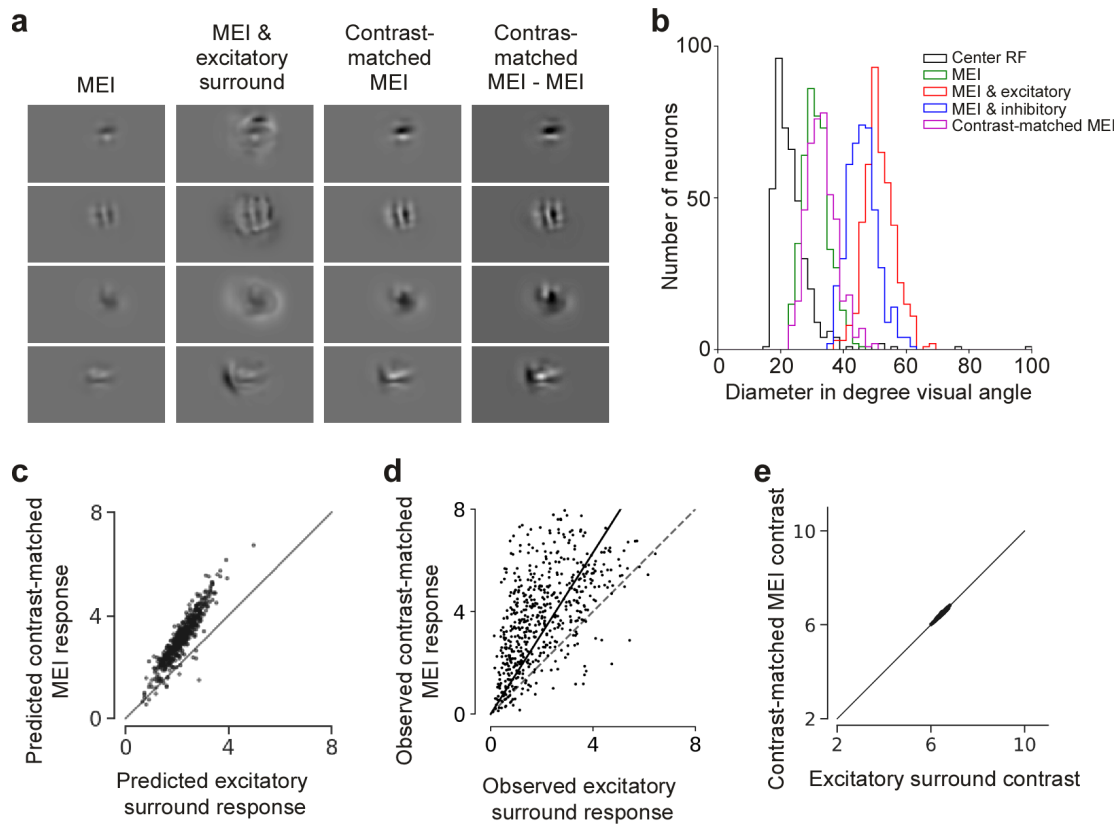 a
MEI
MEI &
excitatory
surround
Contrast-
matched
MEI
Contras-
matched
MEI - MEI
b
100
50
0
Number of neurons
Center RF
MEI
MEI & excitatory
MEI & inhibitory
Contrast-matched MEI
0 20 40 60 80 100
Diameter in degree visual angle
c
Predicted contrast-matched
MEI response
8
4
0
0 4 8
Predicted excitatory
surround response
d
Observed contrast-matched
MEI response
8
4
0
0 4 8
Observed excitatory
surround response
e
Contrast-matched MEI contrast
10
6
2
2 6 10
Excitatory surround contrast